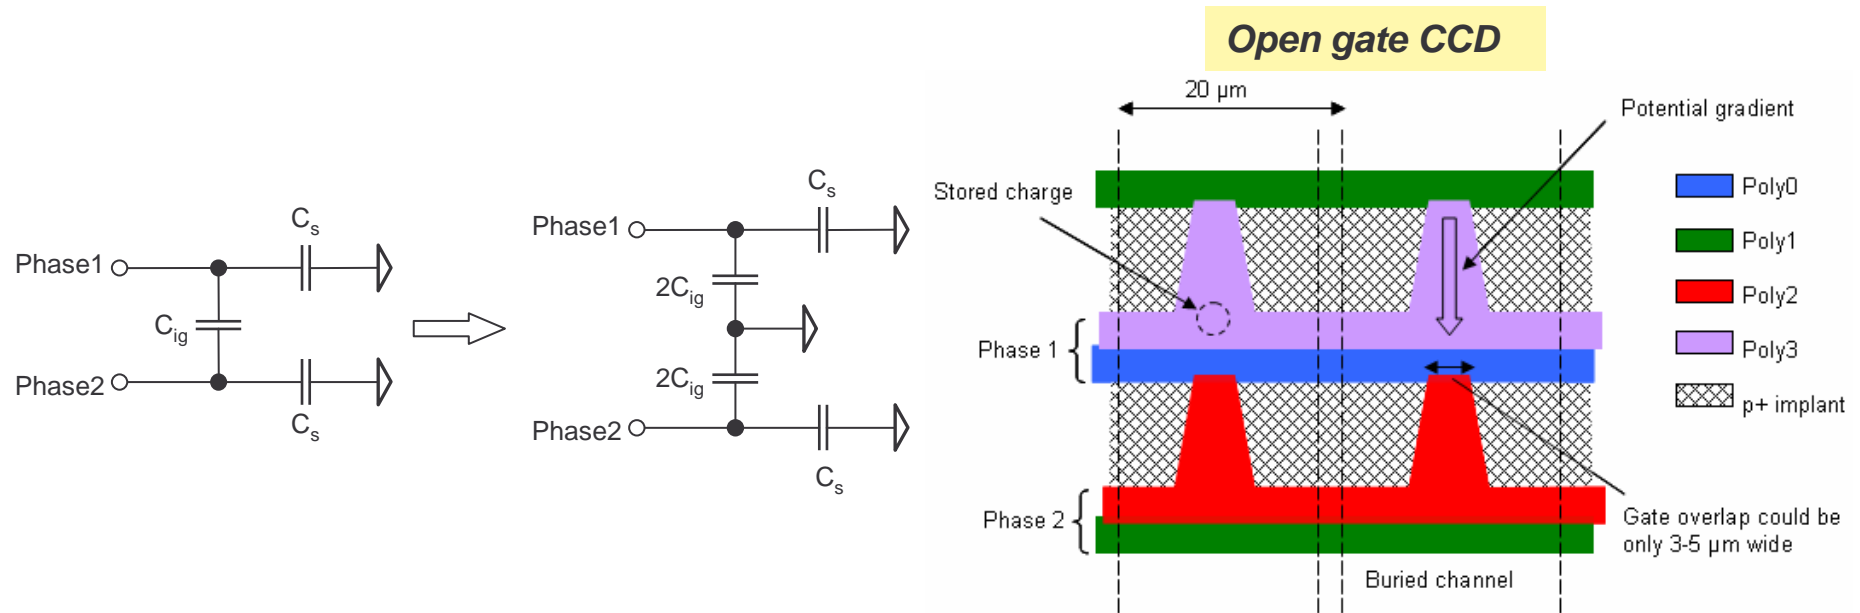 Open gate CCD
Phase1
Cs
Cig
Phase2
Cs
Phase1
Cs
2Cig
2Cig
Phase2
Cs
20 µm
Potential gradient
Stored charge
Phase 1
Phase 2
Poly0
Poly1
Poly2
Poly3
p+ implant
Gate overlap could be
only 3-5 µm wide
Buried channel